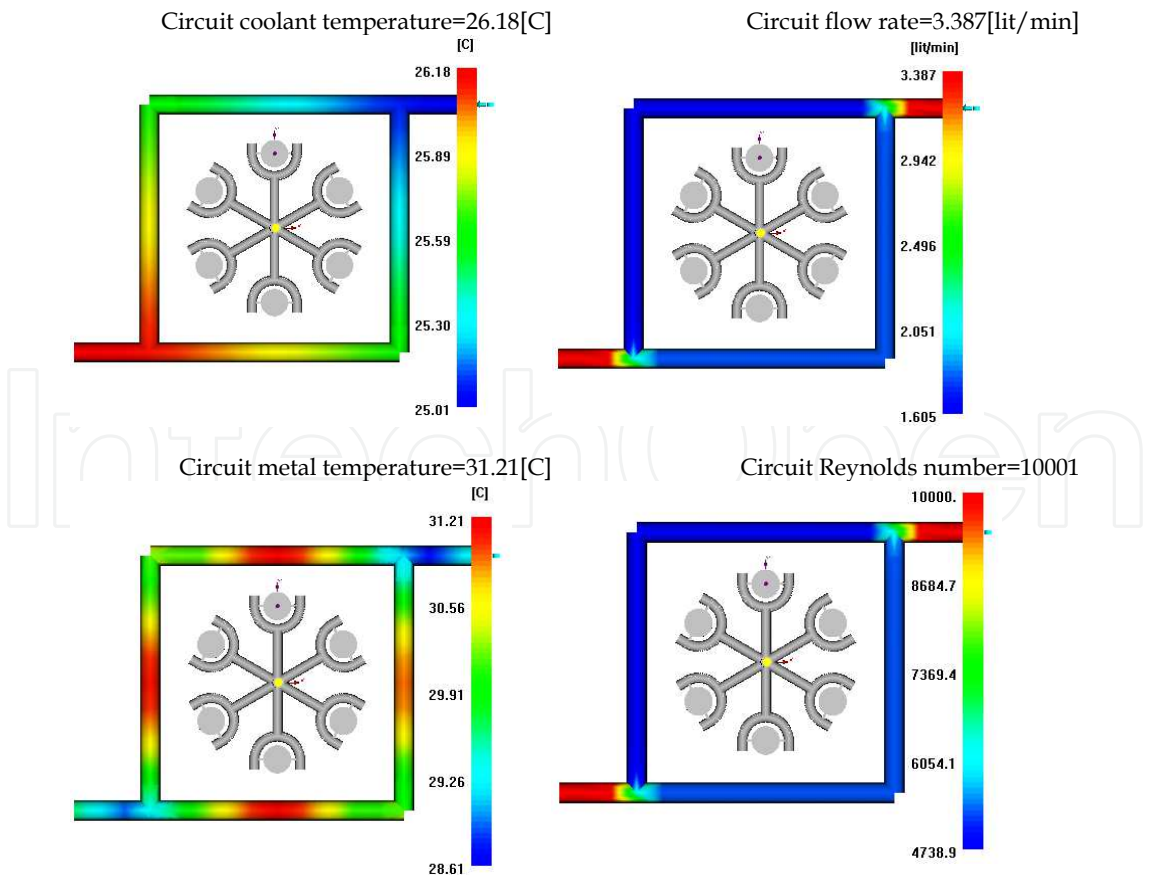 Circuit coolant temperature=26.18[C]
Circuit flow rate=3.387[lit/min]
[C]
26.18
25.89
25.59
25.30
25.01
[lit/min]
3.387
2.942
2.496
2.051
1.605
IntechOpen
Circuit metal temperature=31.21[C]
Circuit Reynolds number=10001
[C]
31.21
30.56
29.91
29.26
28.61
10000.
8684.7
7369.4
6054.1
4738.9